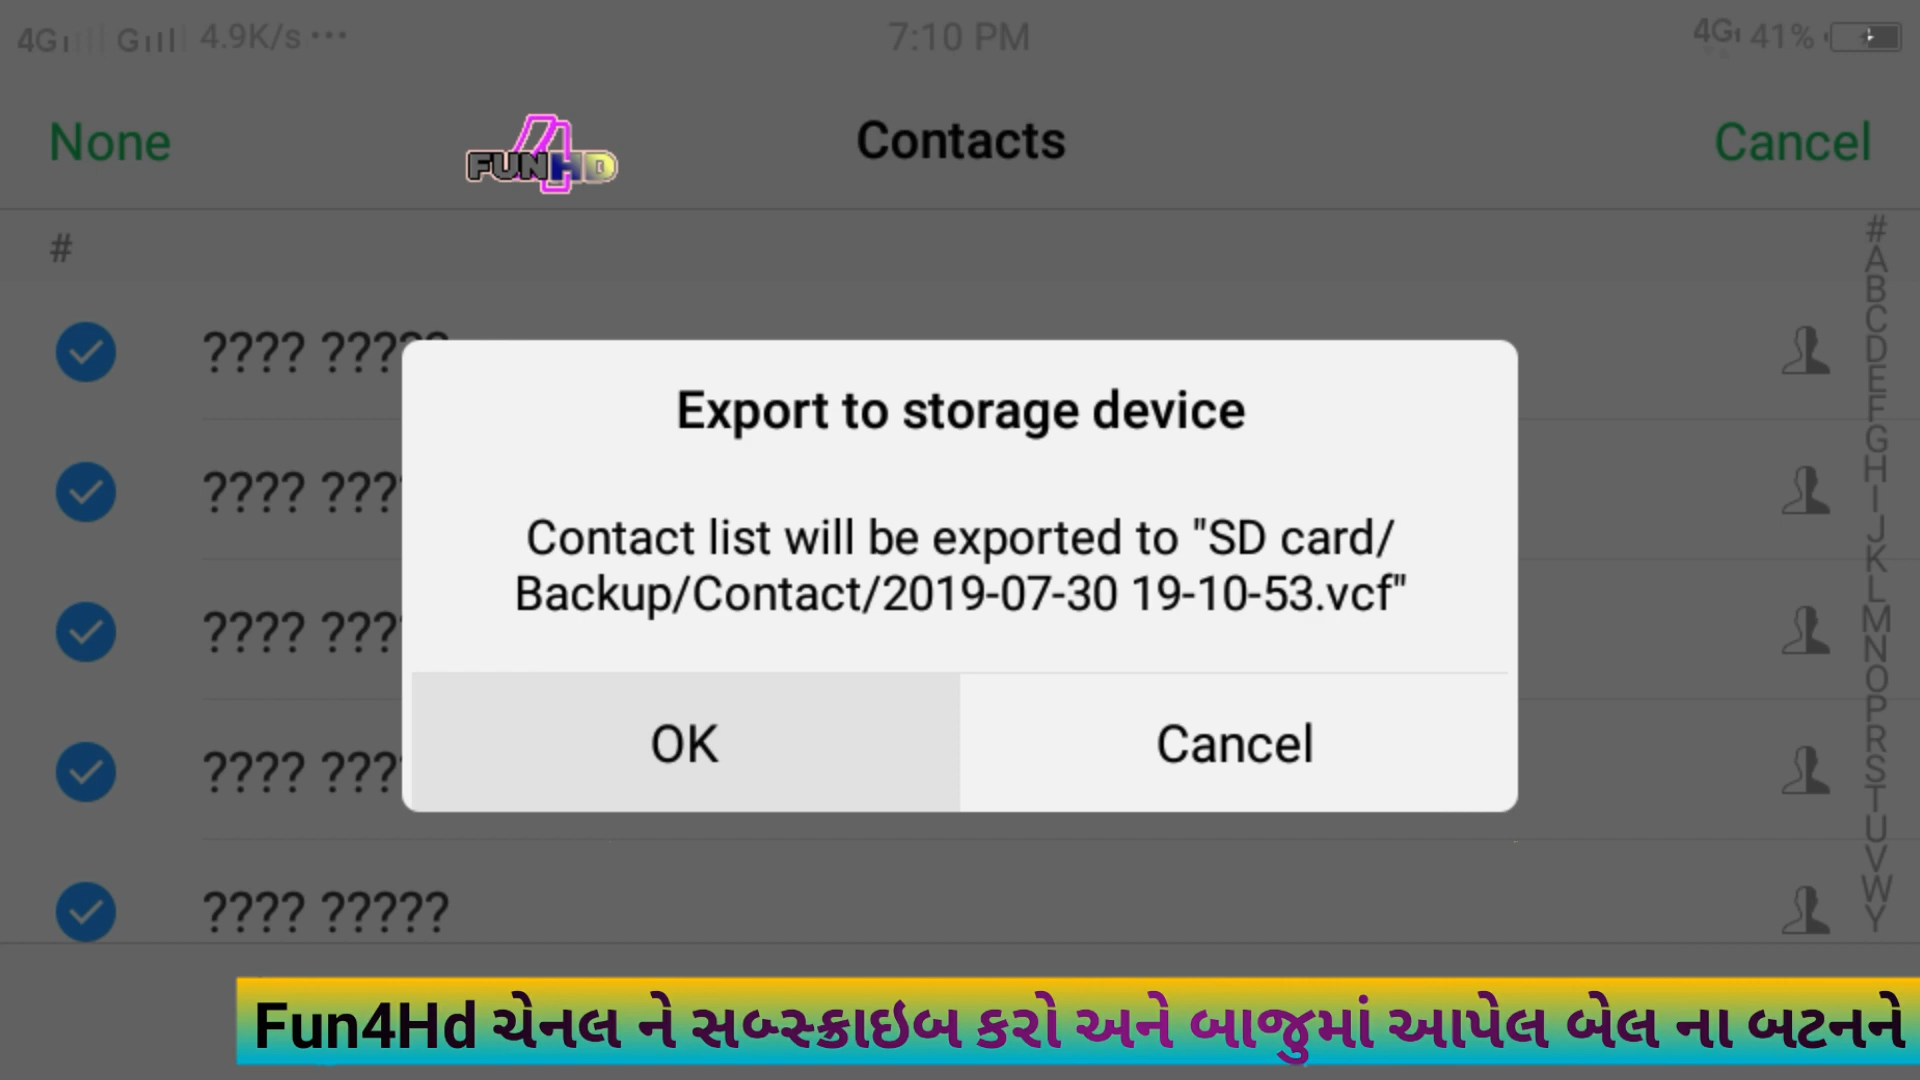 4G G 4.9K/s ... 7:10 PM 4G 41%
None FUN4HD Contacts Cancel
#
???? ?????
???? ???
???? ???
???? ???
???? ?????
Export to storage device
Contact list will be exported to "SD card/
Backup/Contact/2019-07-30 19-10-53.vcf"
OK Cancel
#
A
B
C
D
E
F
G
H
I
J
K
L
M
N
O
P
R
S
T
U
V
W
Y
Fun4Hd ચેનલ ને સબ્સ્ક્રાઇબ કરો અને બાજુમાં આપેલ બેલ ના બટનને